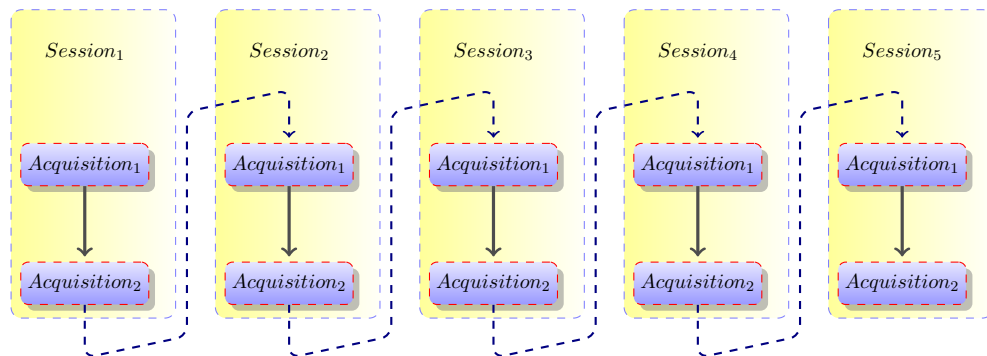 Session₁ Session₂ Session₃ Session₄ Session₅
Acquisition₁ Acquisition₁ Acquisition₁ Acquisition₁ Acquisition₁
Acquisition₂ Acquisition₂ Acquisition₂ Acquisition₂ Acquisition₂